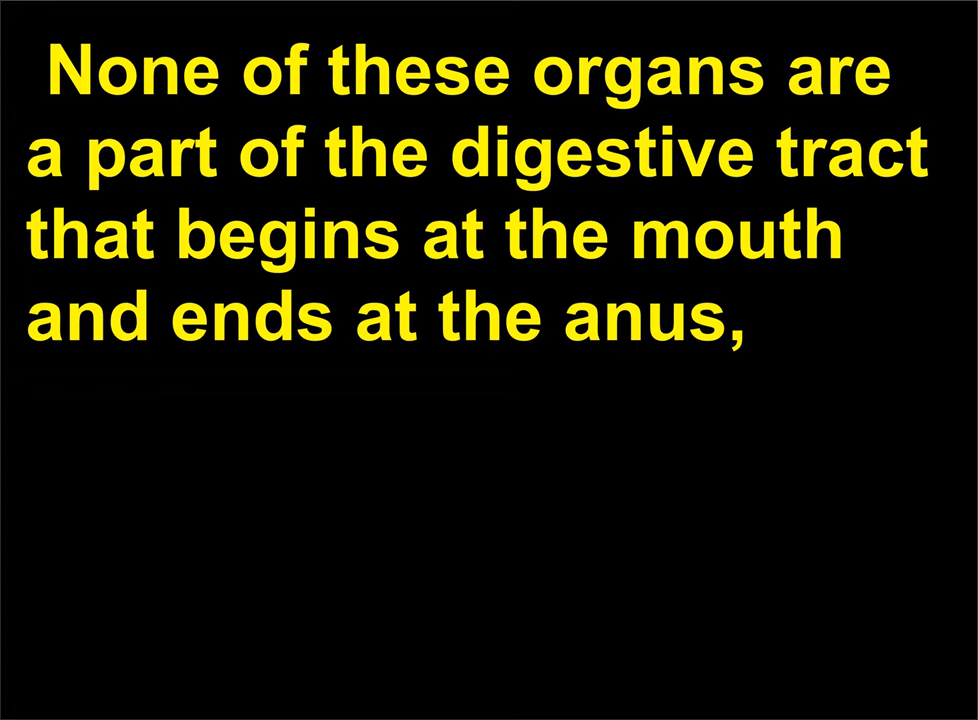 None of these organs are
a part of the digestive tract
that begins at the mouth
and ends at the anus,